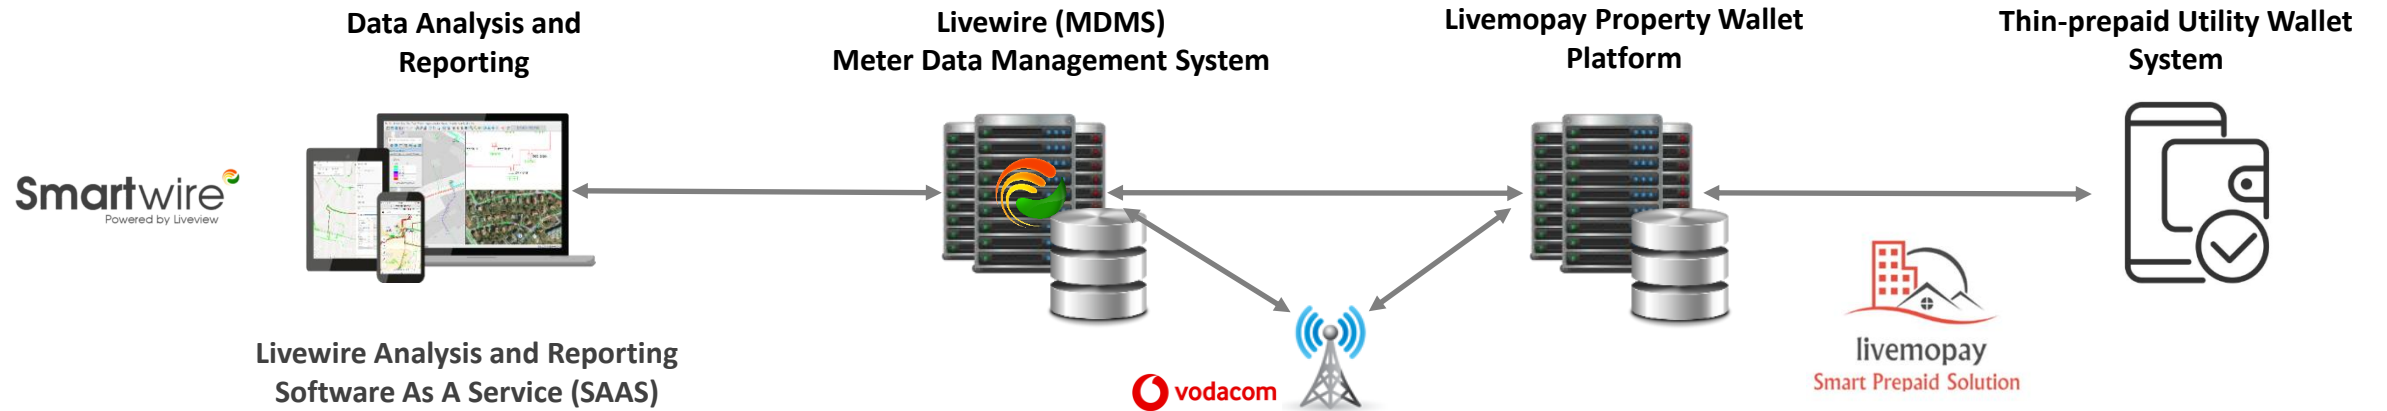 Data Analysis and
Reporting
Livewire (MDMS)
Meter Data Management System
Livemopay Property Wallet
Platform
Thin-prepaid Utility Wallet
System
Smartwire
Powered by Liveview
Livewire Analysis and Reporting
Software As A Service (SAAS)
vodacom
livemopay
Smart Prepaid Solution